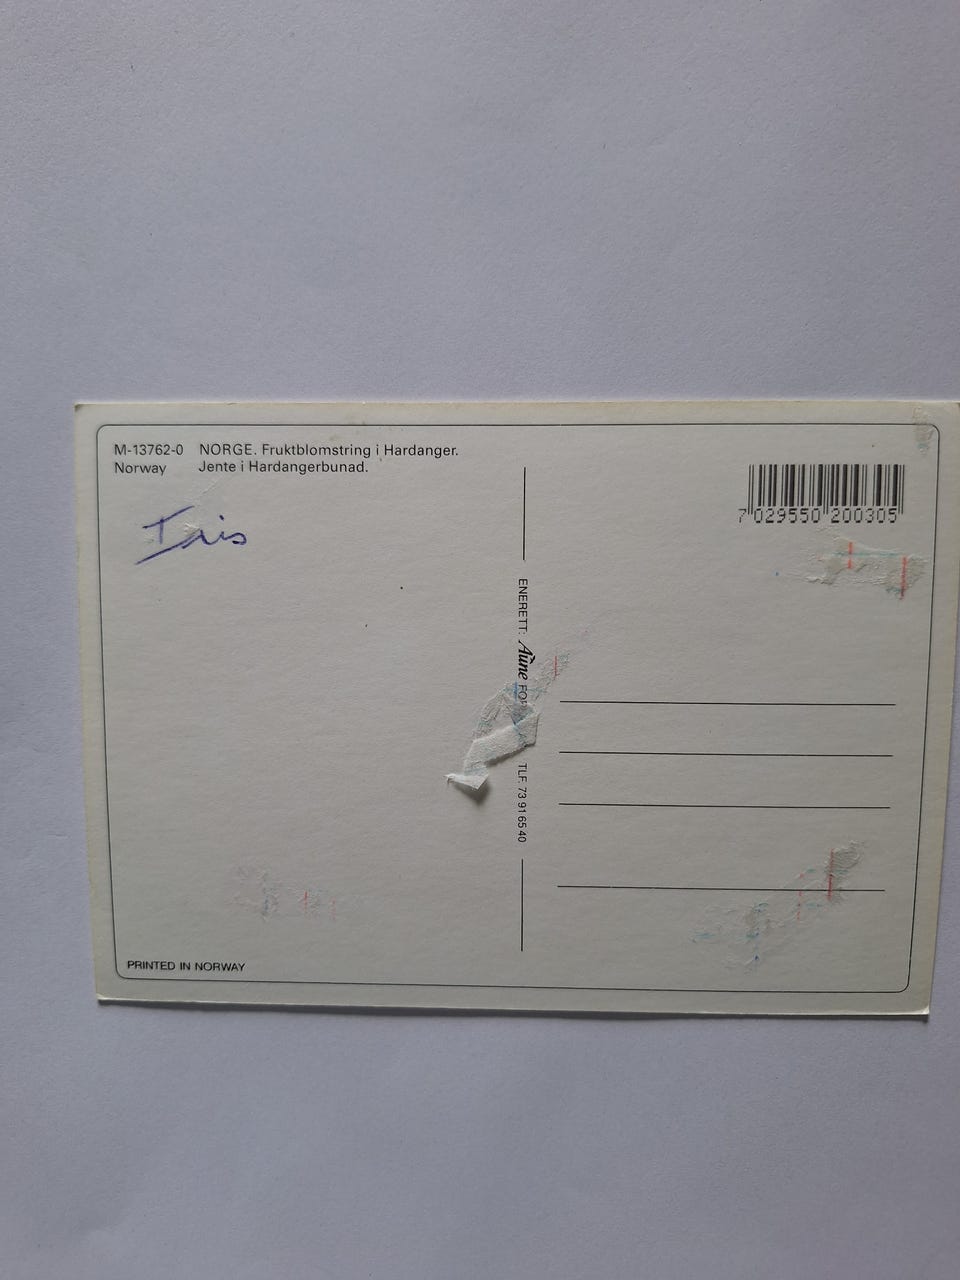 M-13762-0 NORGE. Fruktblomstring i Hardanger.
Norway Jente i Hardangerbunad.
Iris
7 029550 200305
ENERETT: Aune TLF. 73 91 65 40
PRINTED IN NORWAY